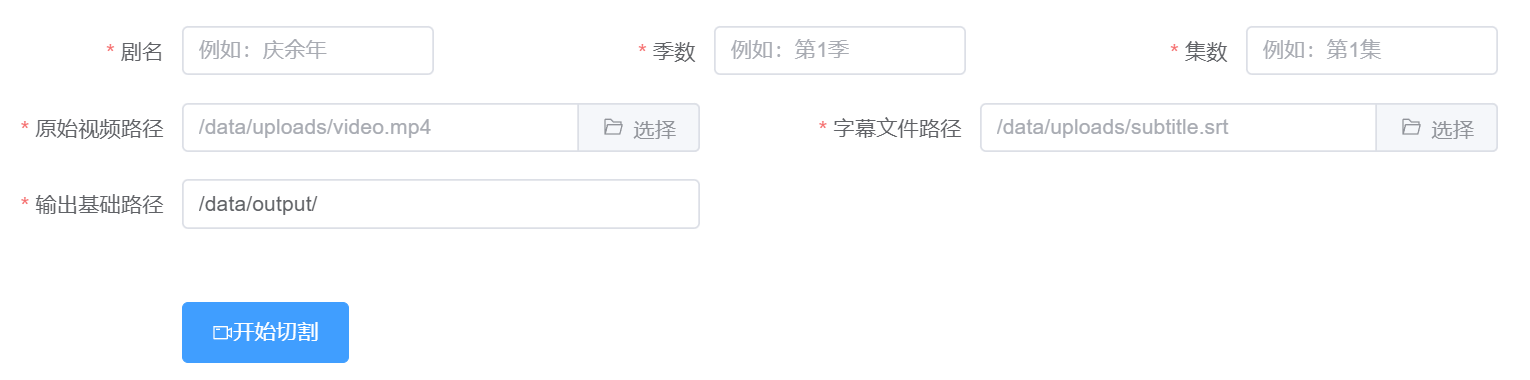 * 剧名 例如：庆余年 * 季数 例如：第1季 * 集数 例如：第1集
* 原始视频路径 /data/uploads/video.mp4 选择 * 字幕文件路径 /data/uploads/subtitle.srt 选择
* 输出基础路径 /data/output/
开始切割